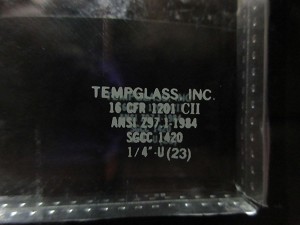 TEMPGLASS, INC.
16 CFR 1201 CII
ANSI Z97.1-1984
SGCC 1420
1/4"-U (23)